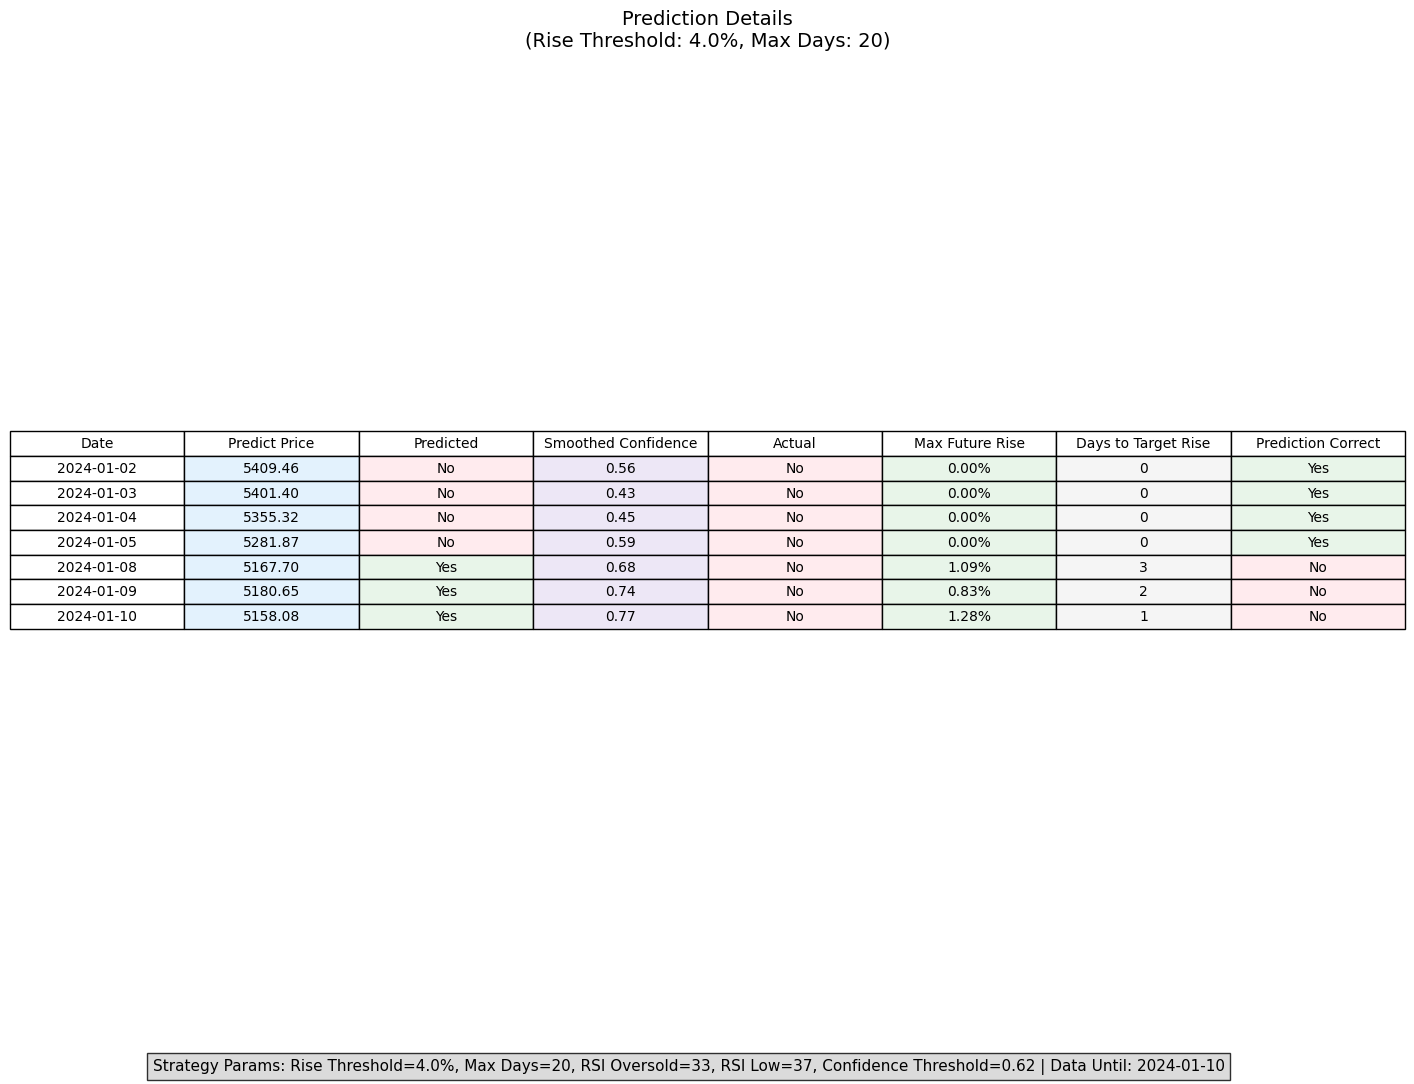 Prediction Details
(Rise Threshold: 4.0%, Max Days: 20)
Date Predict Price Predicted Smoothed Confidence Actual Max Future Rise Days to Target Rise Prediction Correct
2024-01-02 5409.46 No 0.56 No 0.00% 0 Yes
2024-01-03 5401.40 No 0.43 No 0.00% 0 Yes
2024-01-04 5355.32 No 0.45 No 0.00% 0 Yes
2024-01-05 5281.87 No 0.59 No 0.00% 0 Yes
2024-01-08 5167.70 Yes 0.68 No 1.09% 3 No
2024-01-09 5180.65 Yes 0.74 No 0.83% 2 No
2024-01-10 5158.08 Yes 0.77 No 1.28% 1 No
Strategy Params: Rise Threshold=4.0%, Max Days=20, RSI Oversold=33, RSI Low=37, Confidence Threshold=0.62 | Data Until: 2024-01-10